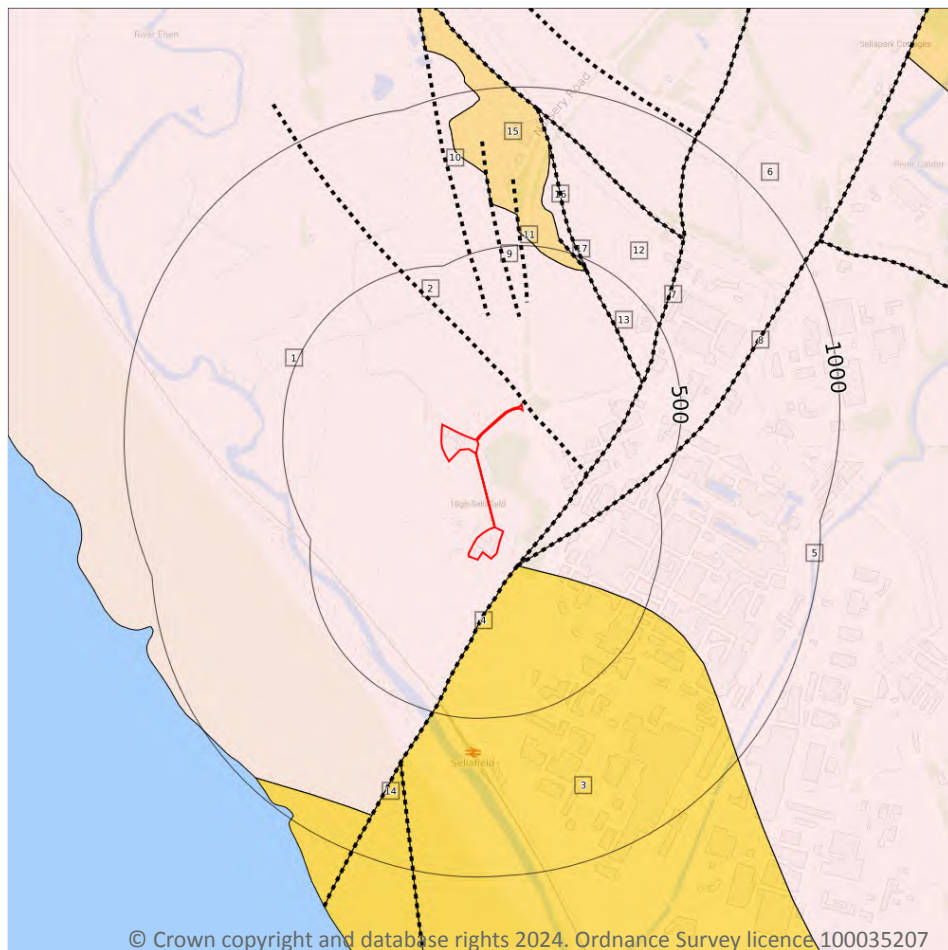 River Ehen
Sellapark Cottages
15
Nursery Road
10
River Calder
6
16
11
17
12
9
2
7
13
8
1
1000
500
High Sellafield
5
4
Sellafield
3
14
© Crown copyright and database rights 2024. Ordnance Survey licence 100035207